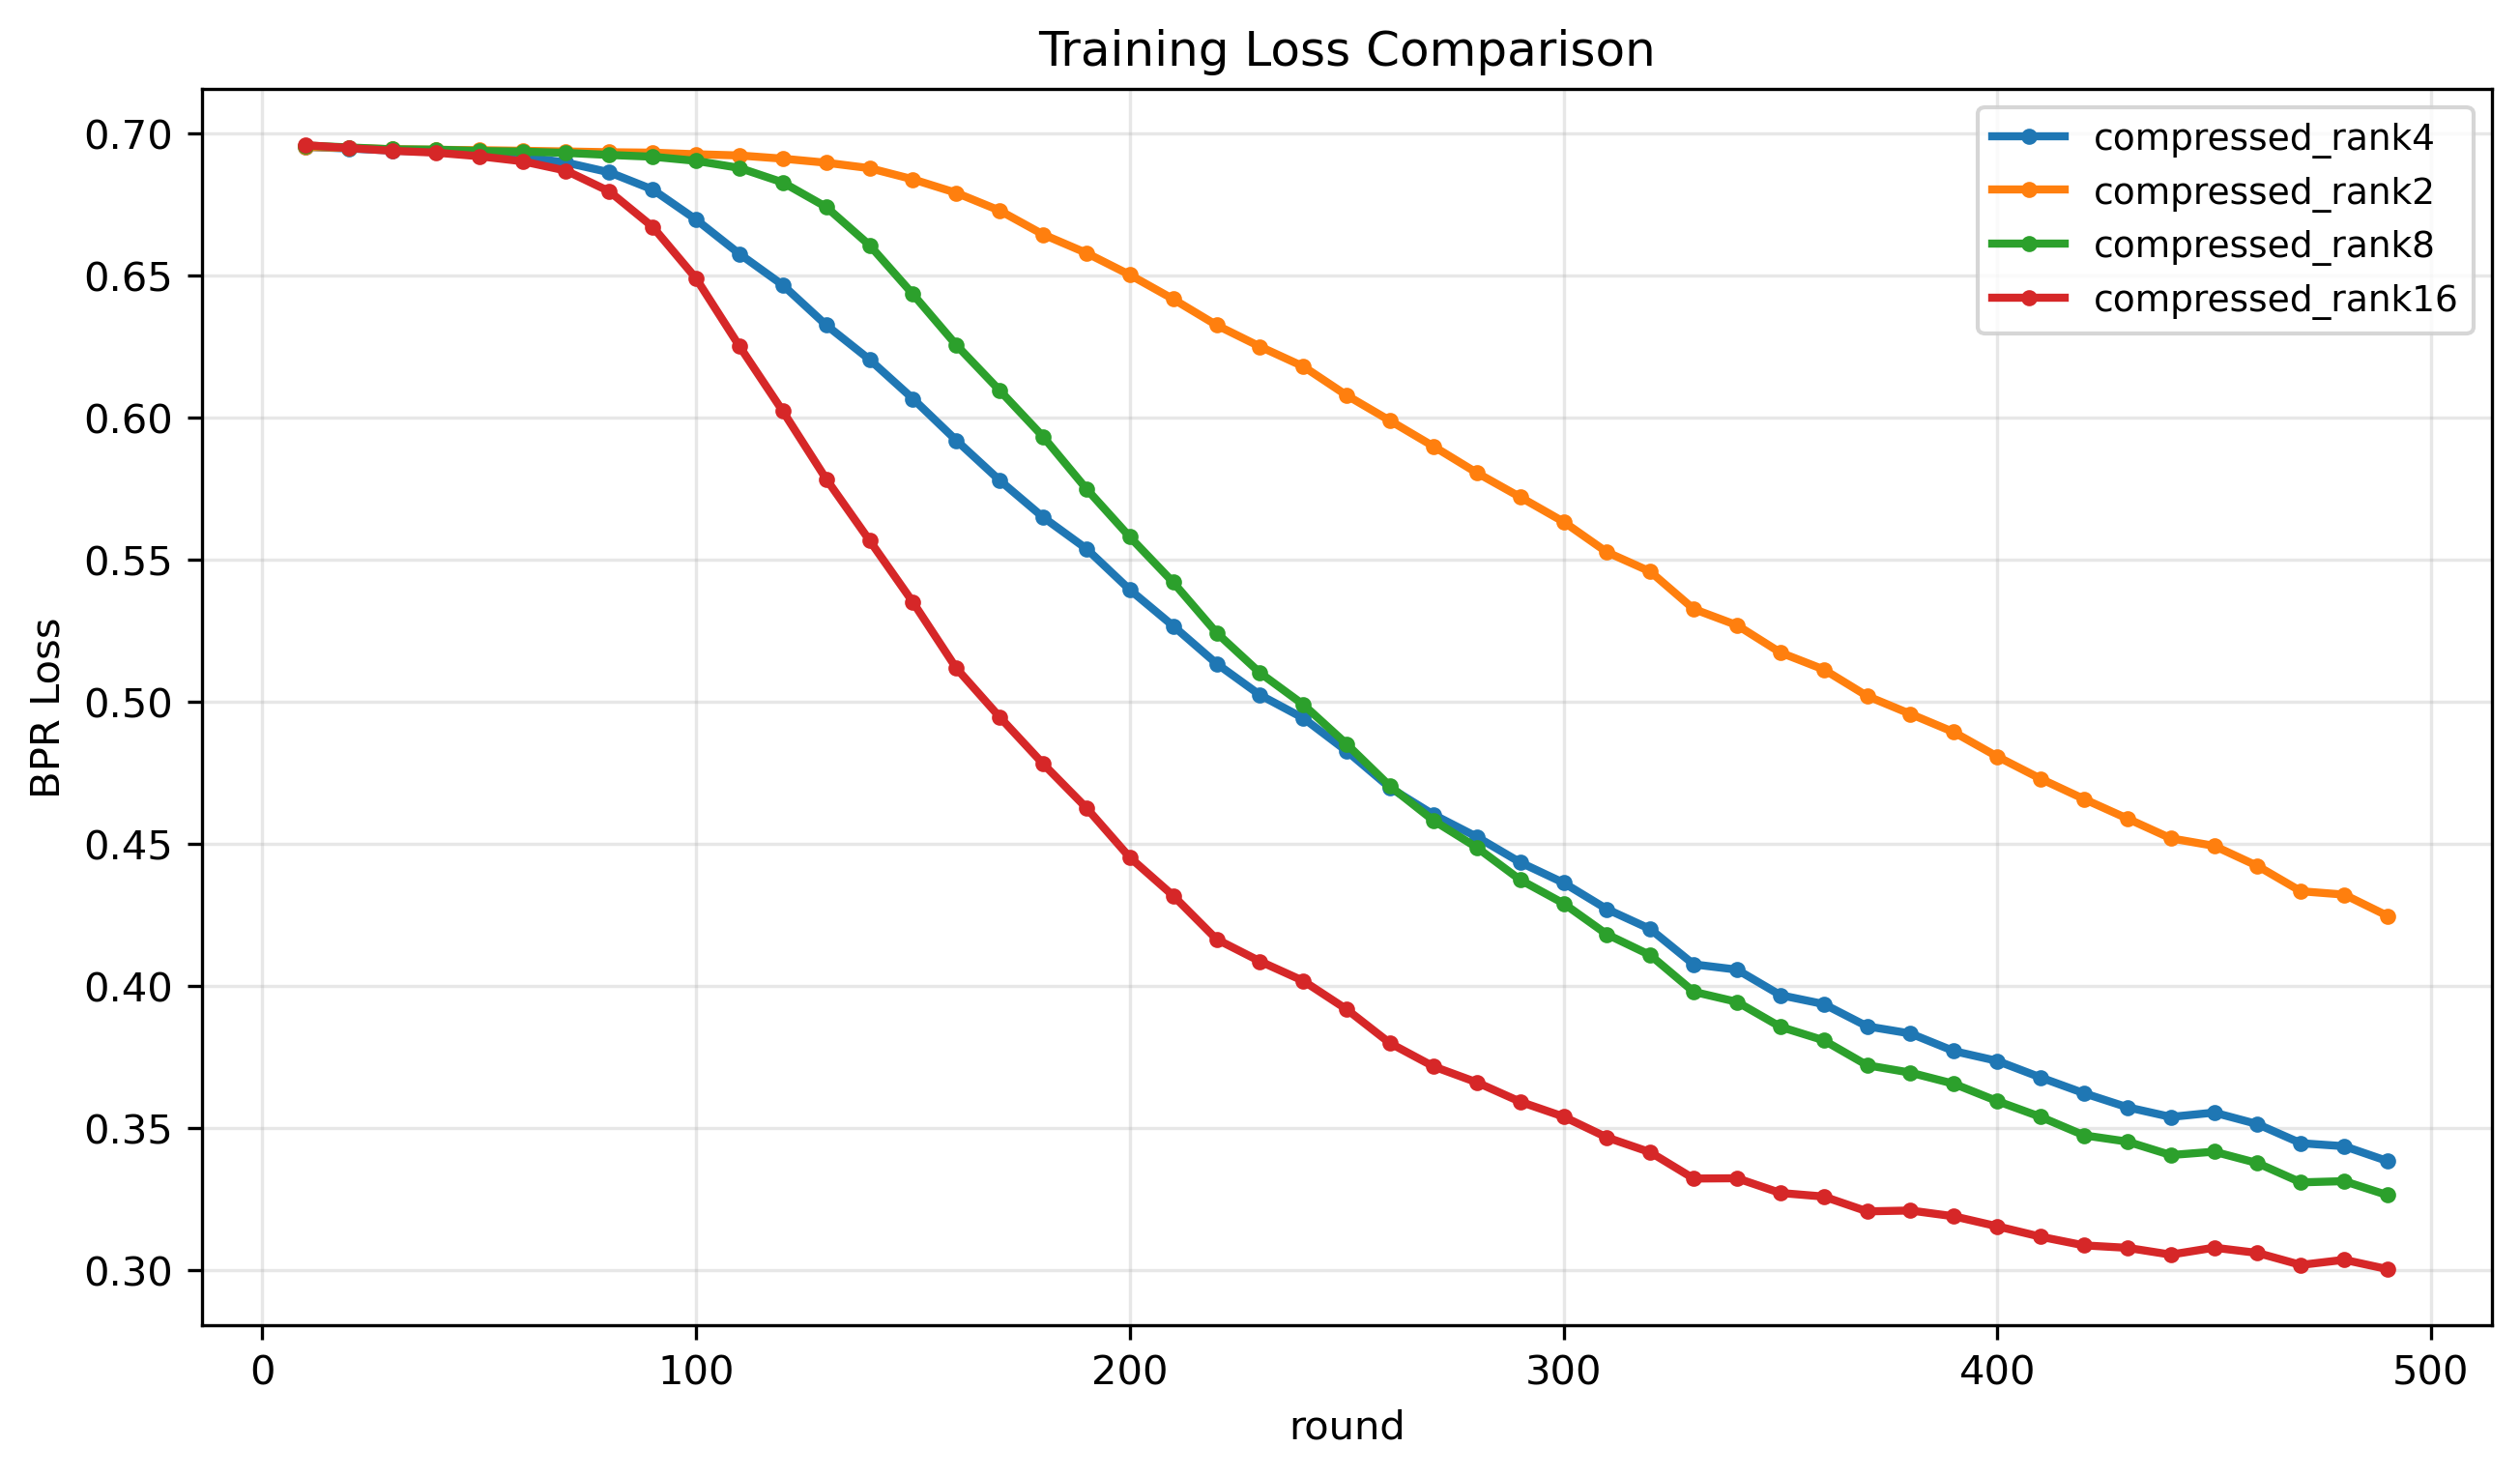 Training Loss Comparison
0.70
0.65
0.60
0.55
0.50
0.45
0.40
0.35
0.30
BPR Loss
compressed_rank4
compressed_rank2
compressed_rank8
compressed_rank16
0 100 200 300 400 500
round